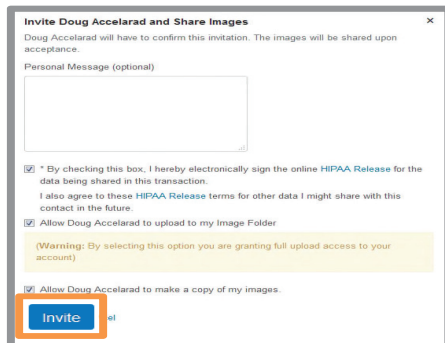 Invite Doug Accelarad and Share Images ×
Doug Accelarad will have to confirm this invitation. The images will be shared upon
acceptance.
Personal Message (optional)
* By checking this box, I hereby electronically sign the online HIPAA Release for the
data being shared in this transaction.
I also agree to these HIPAA Release terms for other data I might share with this
contact in the future.
Allow Doug Accelarad to upload to my Image Folder
(Warning: By selecting this option you are granting full upload access to your
account)
Allow Doug Accelarad to make a copy of my images.
Invite